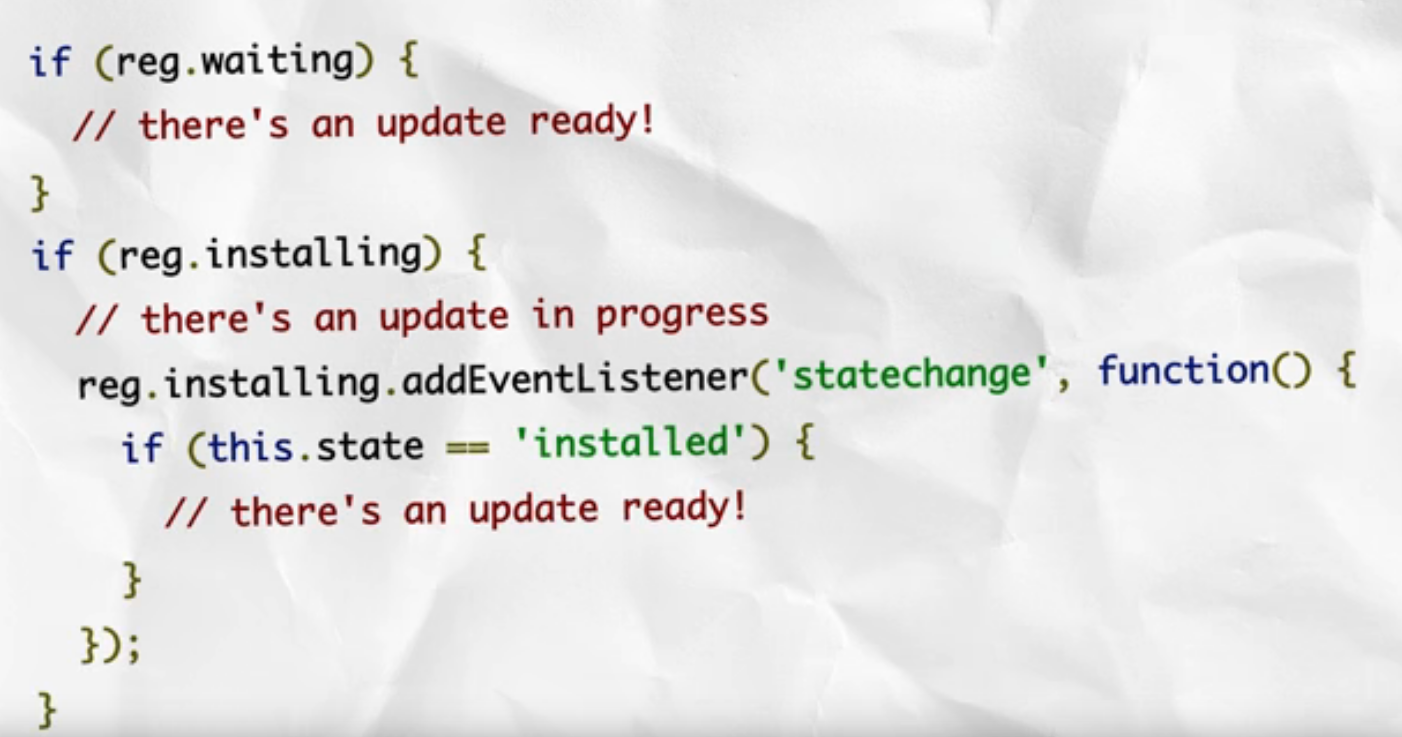 if (reg.waiting) {
  // there's an update ready!
}
if (reg.installing) {
  // there's an update in progress
  reg.installing.addEventListener('statechange', function() {
    if (this.state == 'installed') {
      // there's an update ready!
    }
  });
}